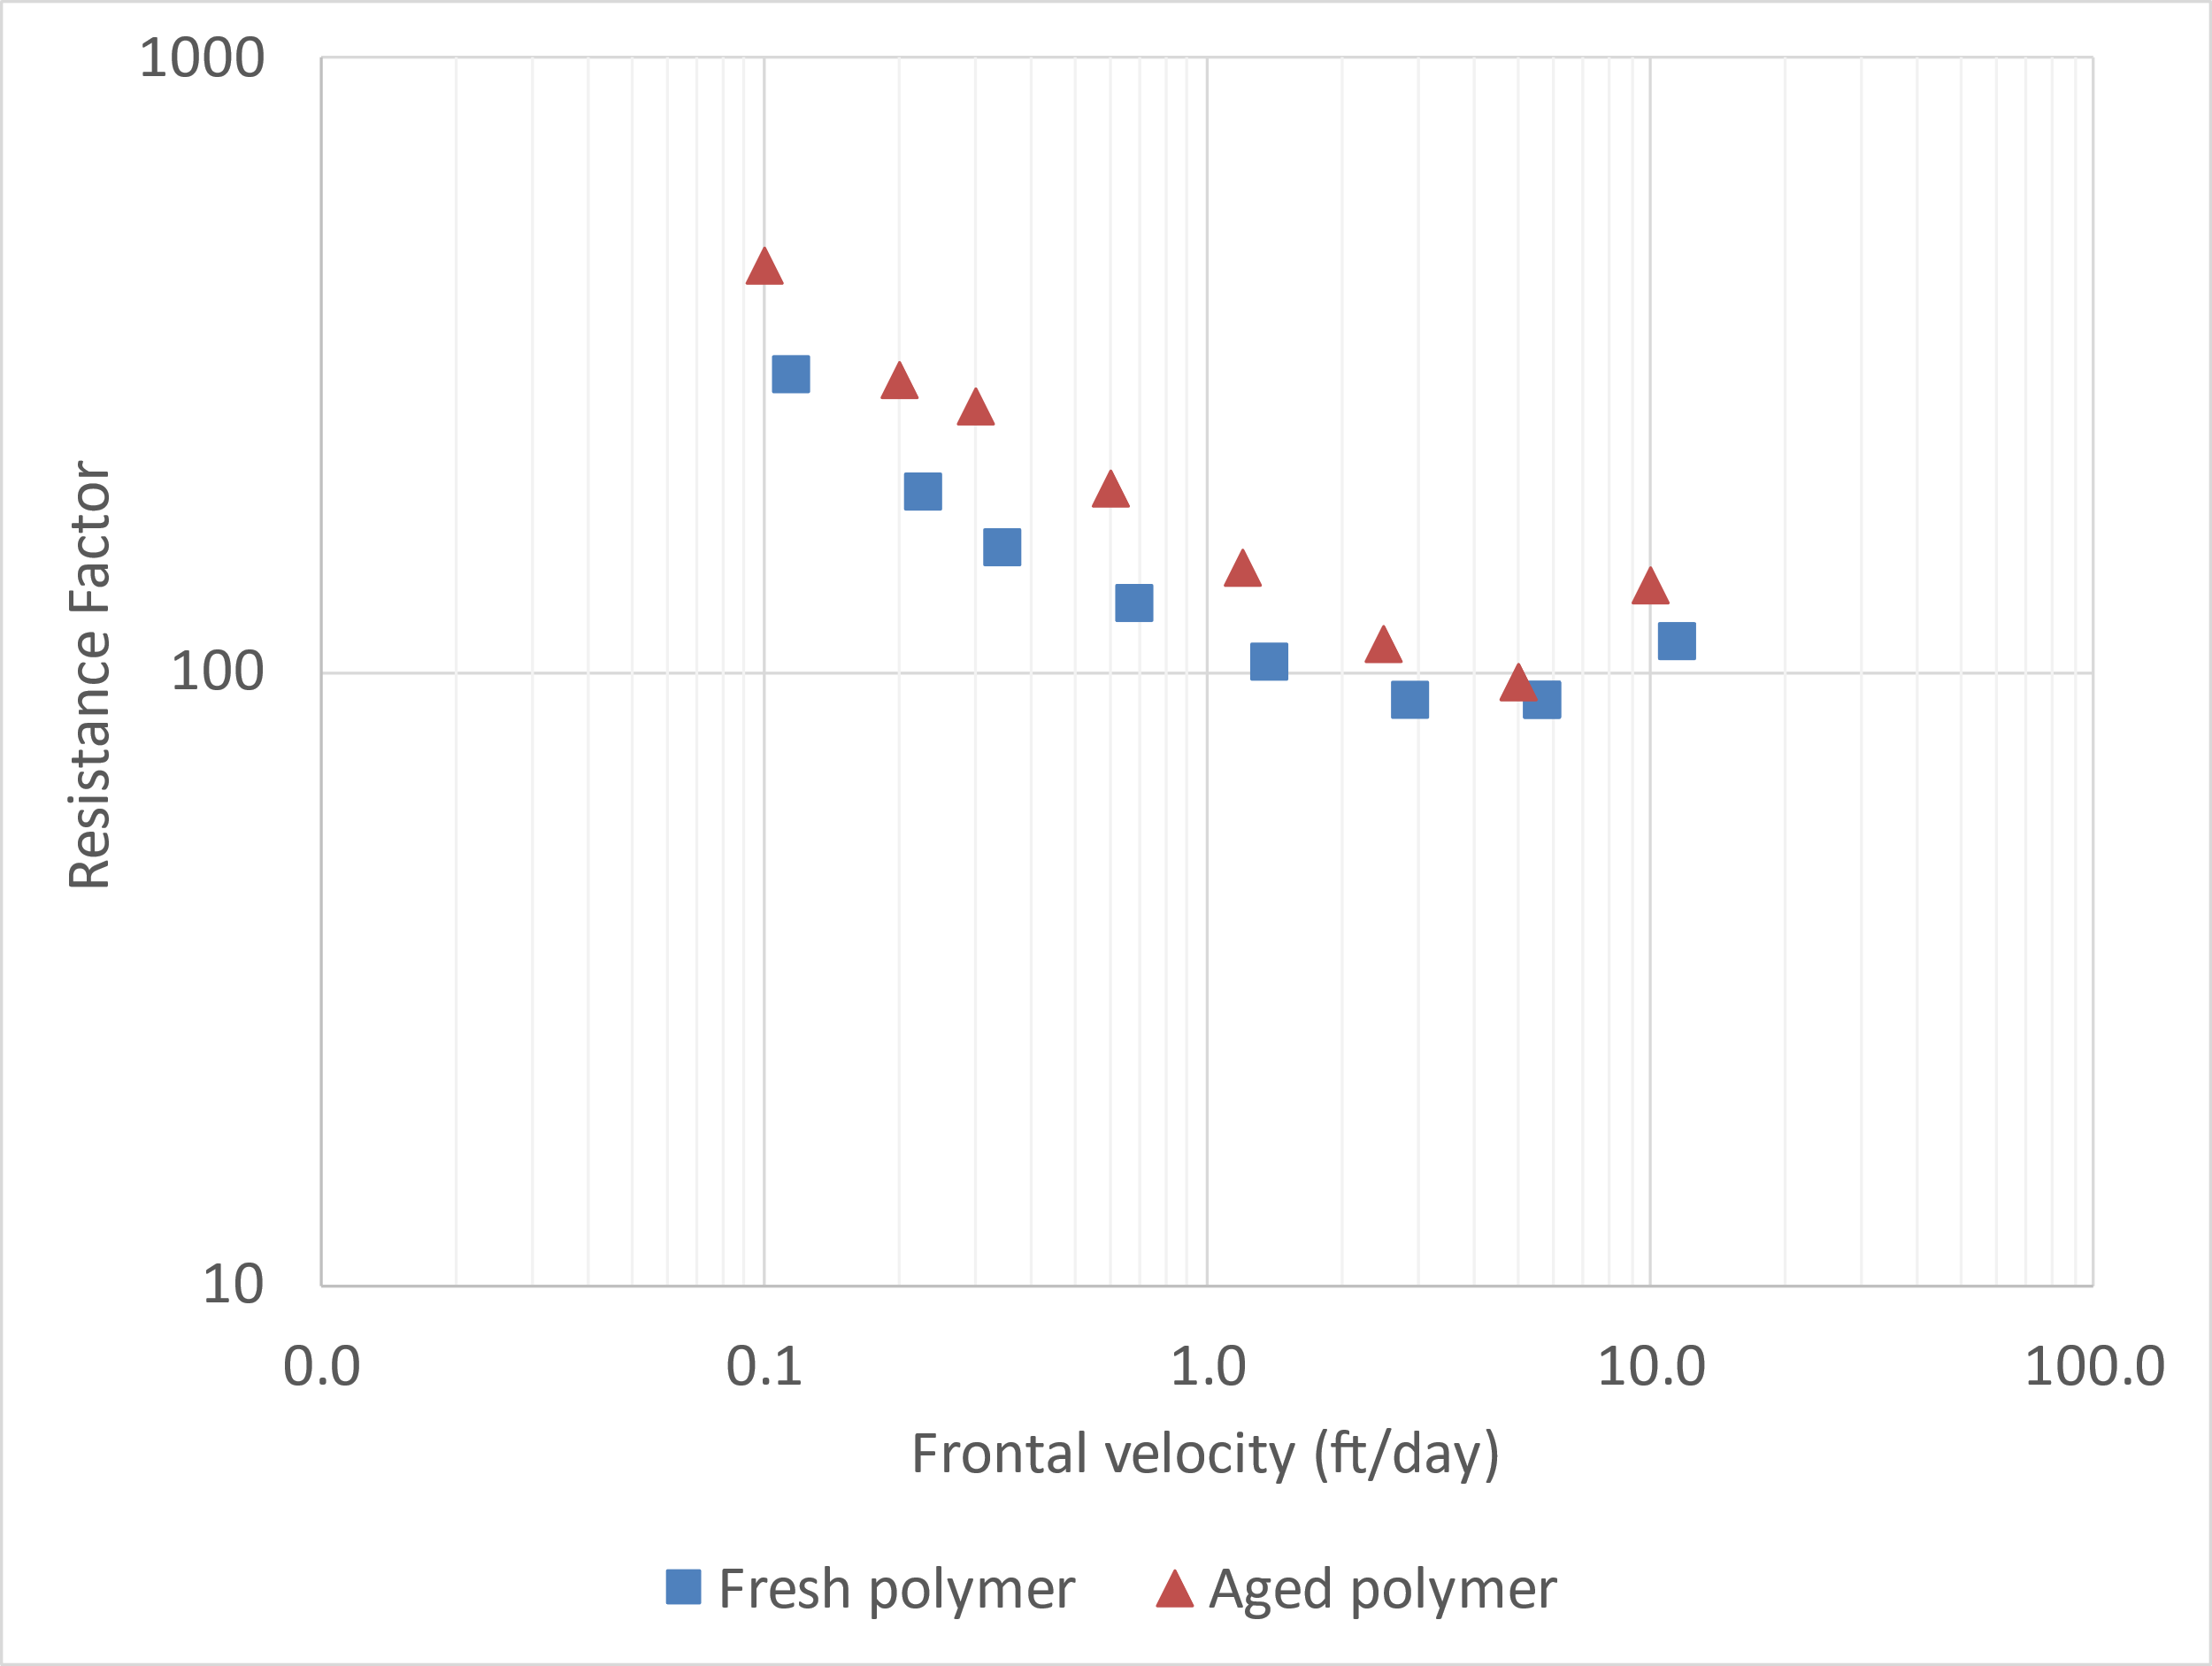 1000
100
10
Resistance Factor
0.0 0.1 1.0 10.0 100.0
Frontal velocity (ft/day)
Fresh polymer Aged polymer